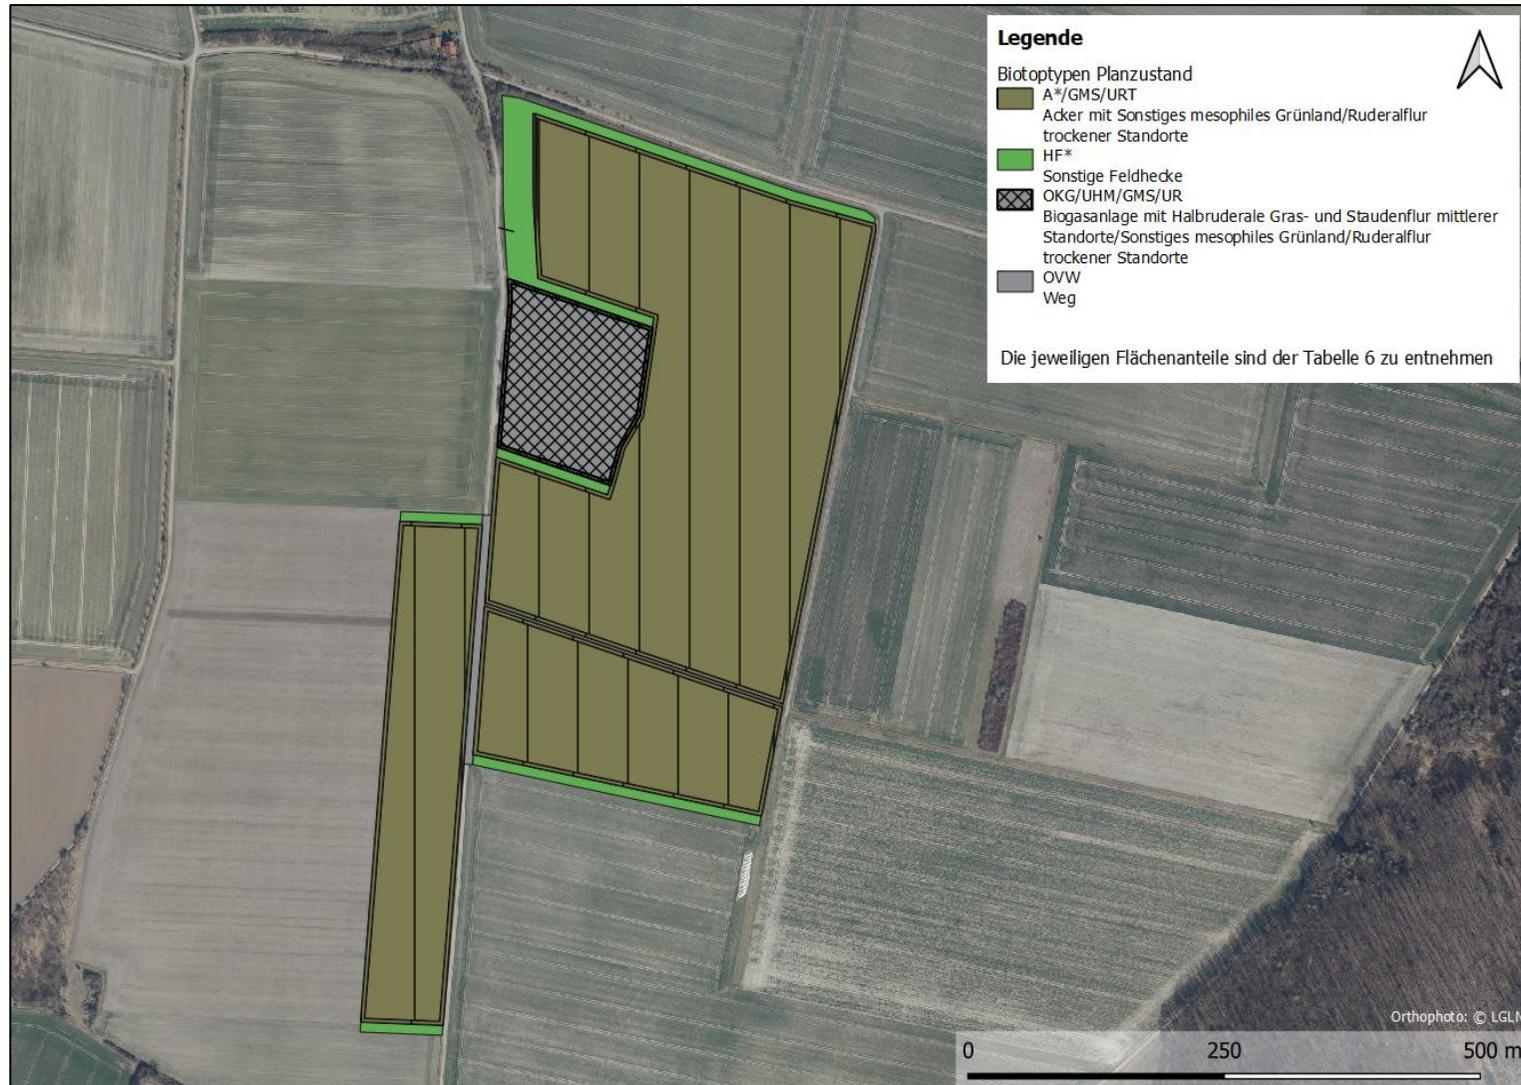 Legende
Biotoptypen Planzustand
A*/GMS/URT
Acker mit Sonstiges mesophiles Grünland/Ruderalflur
trockener Standorte
HF*
Sonstige Feldhecke
OKG/UHM/GMS/UR
Biogasanlage mit Halbruderale Gras- und Staudenflur mittlerer
Standorte/Sonstiges mesophiles Grünland/Ruderalflur
trockener Standorte
OVW
Weg
Die jeweiligen Flächenanteile sind der Tabelle 6 zu entnehmen
Orthophoto: © LGLN
0 250 500 m